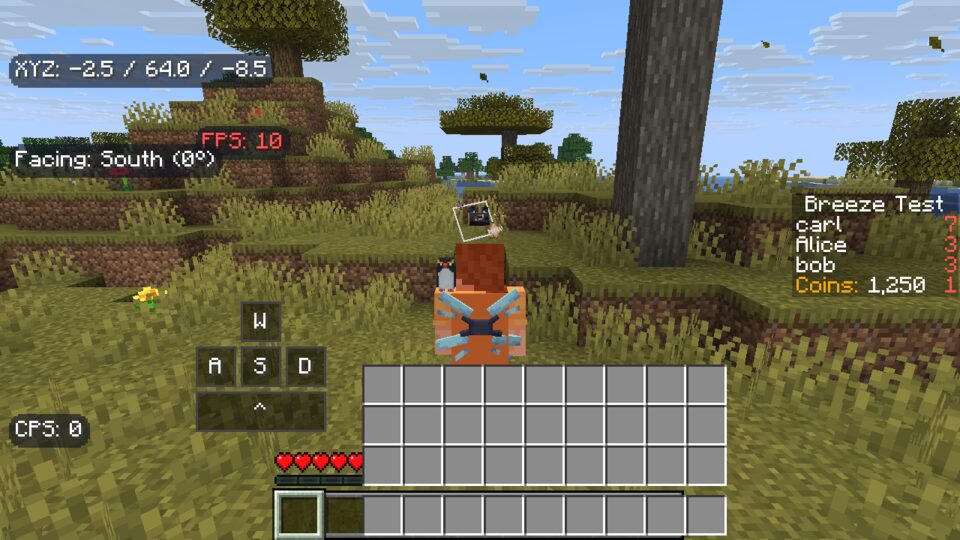 XYZ: -2.5 / 64.0 / -8.5
FPS: 10
Facing: South (0°)
Breeze Test
carl 7
Alice 3
bob 3
Coins: 1,250 1
W
A S D
^
CPS: 0